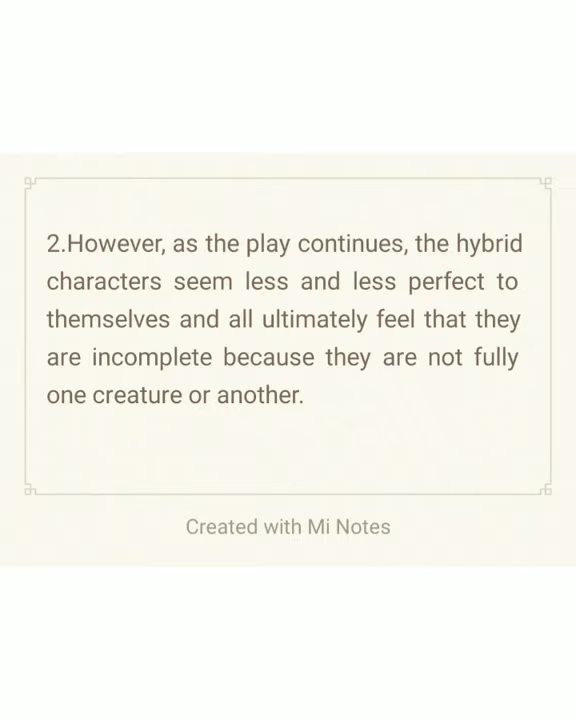 2.However, as the play continues, the hybrid
characters seem less and less perfect to
themselves and all ultimately feel that they
are incomplete because they are not fully
one creature or another.
Created with Mi Notes